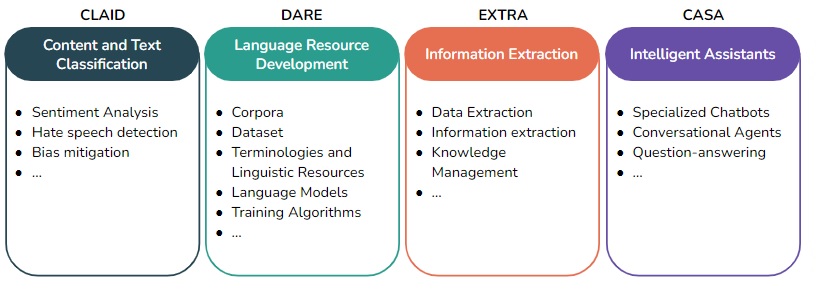 CLAID
Content and Text
Classification
● Sentiment Analysis
● Hate speech detection
● Bias mitigation
● ...
DARE
Language Resource
Development
● Corpora
● Dataset
● Terminologies and
Linguistic Resources
● Language Models
● Training Algorithms
● ...
EXTRA
Information Extraction
● Data Extraction
● Information extraction
● Knowledge
Management
● ...
CASA
Intelligent Assistants
● Specialized Chatbots
● Conversational Agents
● Question-answering
● ...